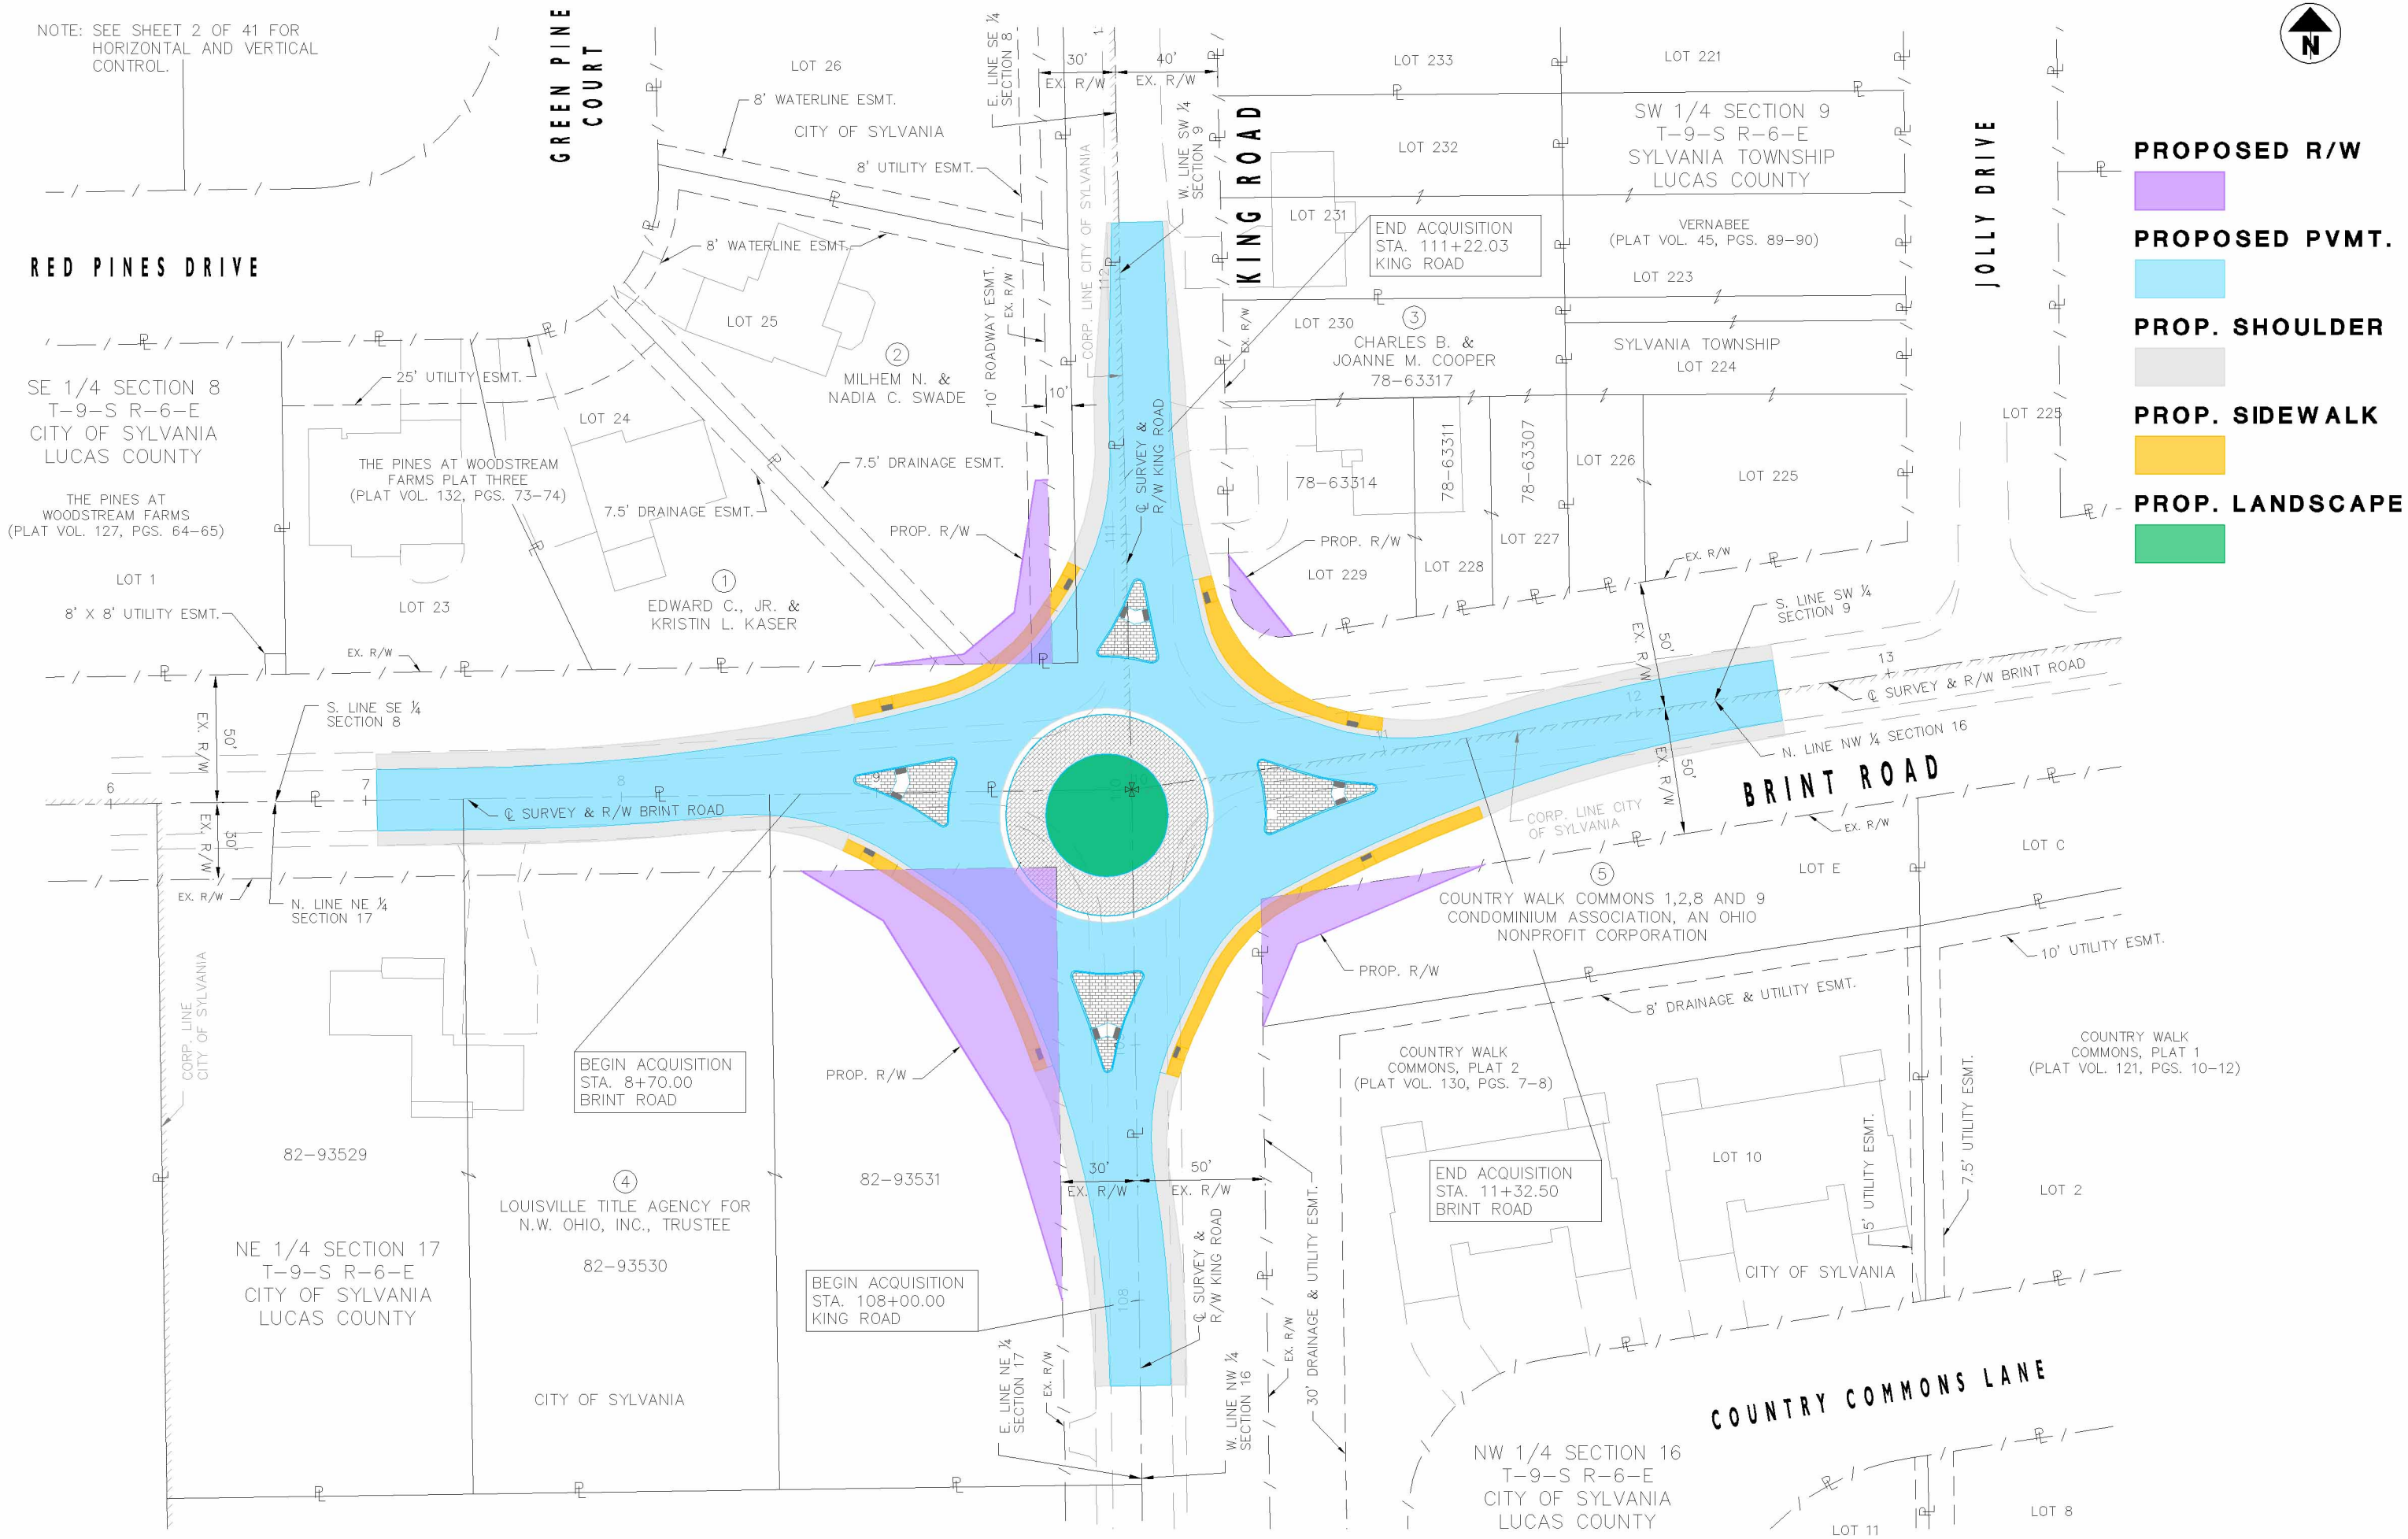 NOTE: SEE SHEET 2 OF 41 FOR
HORIZONTAL AND VERTICAL
CONTROL.
GREEN PINE
COURT
LOT 26
8' WATERLINE ESMT.
CITY OF SYLVANIA
8' UTILITY ESMT.
8' WATERLINE ESMT.
RED PINES DRIVE
E. LINE SE ¼
SECTION 8
30'
EX. R/W
40'
EX. R/W
W. LINE SW ¼
SECTION 9
CORP. LINE CITY OF SYLVANIA
112
KING ROAD
LOT 233
LOT 221
LOT 232
SW 1/4 SECTION 9
T-9-S R-6-E
SYLVANIA TOWNSHIP
LUCAS COUNTY
LOT 231
END ACQUISITION
STA. 111+22.03
KING ROAD
VERNABEE
(PLAT VOL. 45, PGS. 89-90)
LOT 223
JOLLY DRIVE
N
PROPOSED R/W
PROPOSED PVMT.
PROP. SHOULDER
PROP. SIDEWALK
PROP. LANDSCAPE
LOT 25
25' UTILITY ESMT.
SE 1/4 SECTION 8
T-9-S R-6-E
CITY OF SYLVANIA
LUCAS COUNTY
THE PINES AT
WOODSTREAM FARMS
(PLAT VOL. 127, PGS. 64-65)
LOT 1
8' X 8' UTILITY ESMT.
LOT 24
THE PINES AT WOODSTREAM
FARMS PLAT THREE
(PLAT VOL. 132, PGS. 73-74)
7.5' DRAINAGE ESMT.
7.5' DRAINAGE ESMT.
LOT 23
2
MILHEM N. &
NADIA C. SWADE
10' ROADWAY ESMT.
EX. R/W
10'
1
EDWARD C., JR. &
KRISTIN L. KASER
PROP. R/W
℄ SURVEY &
R/W KING ROAD
111
EX. R/W
LOT 230
3
CHARLES B. &
JOANNE M. COOPER
78-63317
SYLVANIA TOWNSHIP
LOT 224
LOT 225
78-63314
78-63311
78-63307
LOT 226
LOT 225
PROP. R/W
LOT 229
LOT 228
LOT 227
EX. R/W
EX. R/W
50'
S. LINE SW ¼
SECTION 9
EX. R/W
50'
S. LINE SE ¼
SECTION 8
EX. R/W
50'
EX. R/W
30'
6
7
8
9
℄ SURVEY & R/W BRINT ROAD
110
11
12
13
℄ SURVEY & R/W BRINT ROAD
N. LINE NW ¼ SECTION 16
BRINT ROAD
CORP. LINE CITY
OF SYLVANIA
EX. R/W
EX. R/W
N. LINE NE ¼
SECTION 17
CORP. LINE
CITY OF SYLVANIA
5
COUNTRY WALK COMMONS 1,2,8 AND 9
CONDOMINIUM ASSOCIATION, AN OHIO
NONPROFIT CORPORATION
LOT E
LOT C
10' UTILITY ESMT.
PROP. R/W
8' DRAINAGE & UTILITY ESMT.
BEGIN ACQUISITION
STA. 8+70.00
BRINT ROAD
PROP. R/W
COUNTRY WALK
COMMONS, PLAT 2
(PLAT VOL. 130, PGS. 7-8)
COUNTRY WALK
COMMONS, PLAT 1
(PLAT VOL. 121, PGS. 10-12)
82-93529
4
LOUISVILLE TITLE AGENCY FOR
N.W. OHIO, INC., TRUSTEE
82-93530
82-93531
30'
EX. R/W
50'
EX. R/W
END ACQUISITION
STA. 11+32.50
BRINT ROAD
LOT 10
5' UTILITY ESMT.
7.5' UTILITY ESMT.
LOT 2
NE 1/4 SECTION 17
T-9-S R-6-E
CITY OF SYLVANIA
LUCAS COUNTY
BEGIN ACQUISITION
STA. 108+00.00
KING ROAD
108
℄ SURVEY &
R/W KING ROAD
30' DRAINAGE & UTILITY ESMT.
CITY OF SYLVANIA
CITY OF SYLVANIA
E. LINE NE ¼
SECTION 17
EX. R/W
W. LINE NW ¼
SECTION 16
EX. R/W
COUNTRY COMMONS LANE
NW 1/4 SECTION 16
T-9-S R-6-E
CITY OF SYLVANIA
LUCAS COUNTY
LOT 11
LOT 8